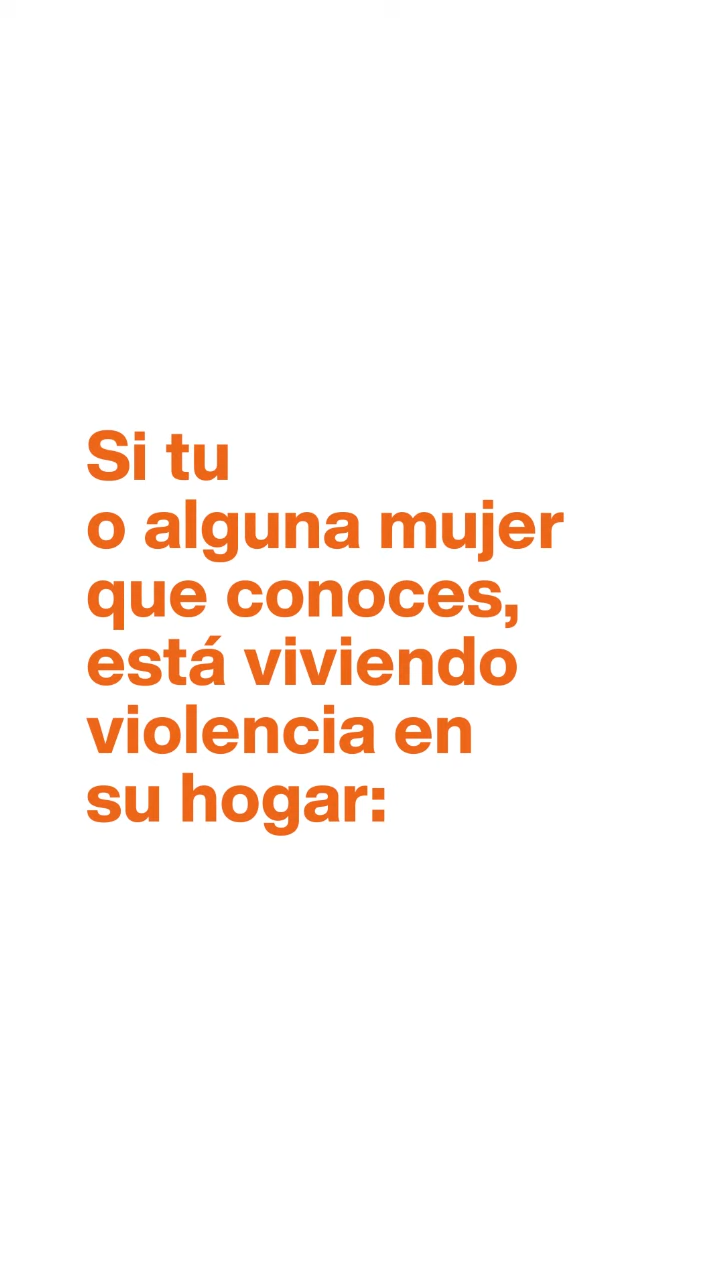 Si tu
o alguna mujer
que conoces,
está viviendo
violencia en
su hogar: